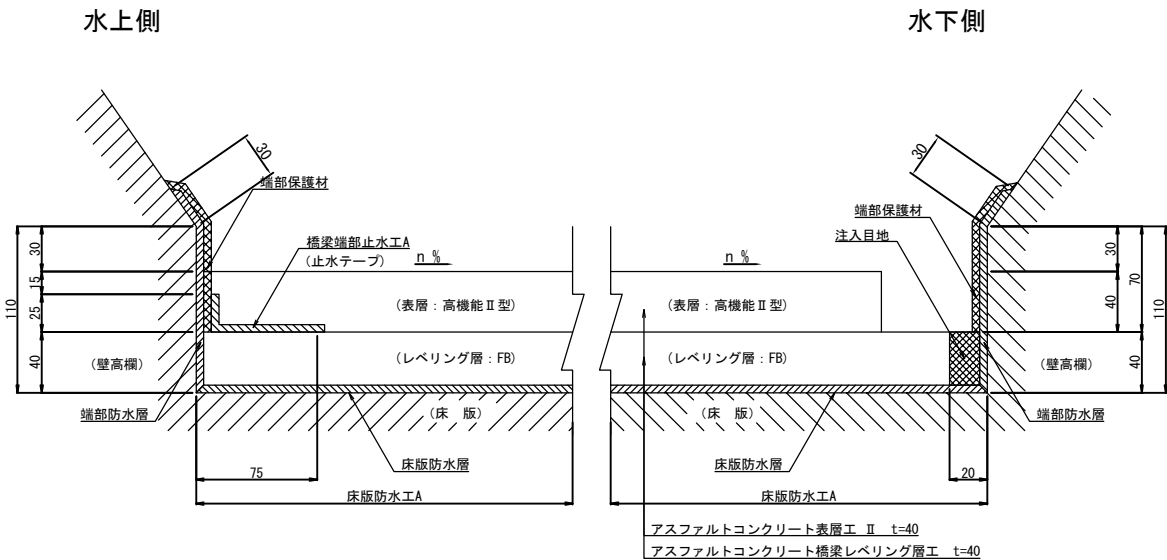 水上側
水下側
30
端部保護材
橋梁端部止水工A
(止水テープ)
n %
(表層：高機能Ⅱ型)
(レベリング層：FB)
(壁高欄)
端部防水層
(床　版)
床版防水層
75
床版防水工A
30
15
25
40
110
30
端部保護材
注入目地
n %
(表層：高機能Ⅱ型)
(レベリング層：FB)
(壁高欄)
端部防水層
(床　版)
床版防水層
20
床版防水工A
30
40
70
40
110
アスファルトコンクリート表層工　Ⅱ　t=40
アスファルトコンクリート橋梁レベリング層工　t=40